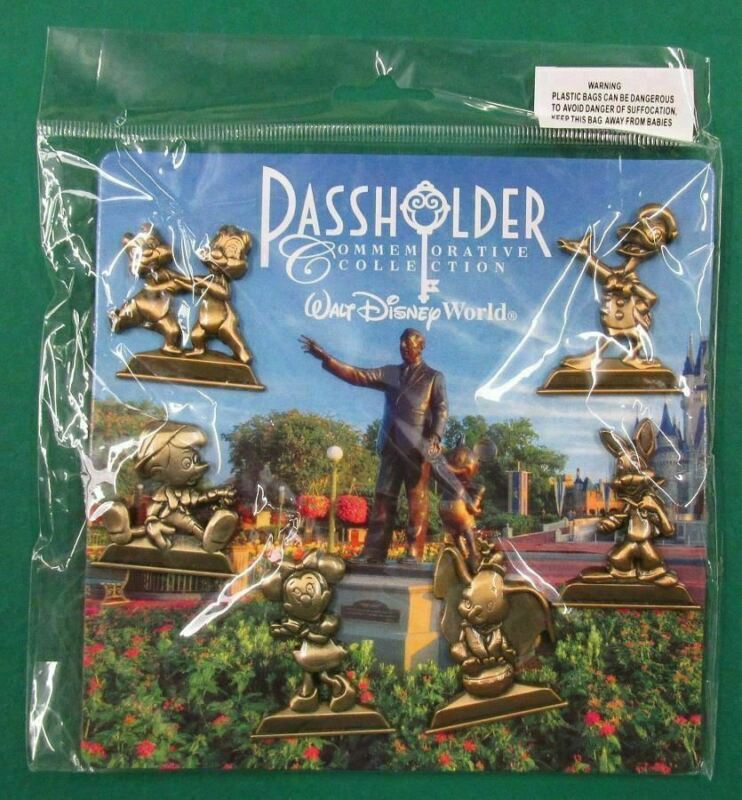 WARNING
PLASTIC BAGS CAN BE DANGEROUS
TO AVOID DANGER OF SUFFOCATION,
KEEP THIS BAG AWAY FROM BABIES
PASSHOLDER
COMMEMORATIVE
COLLECTION
WALT DISNEY World®